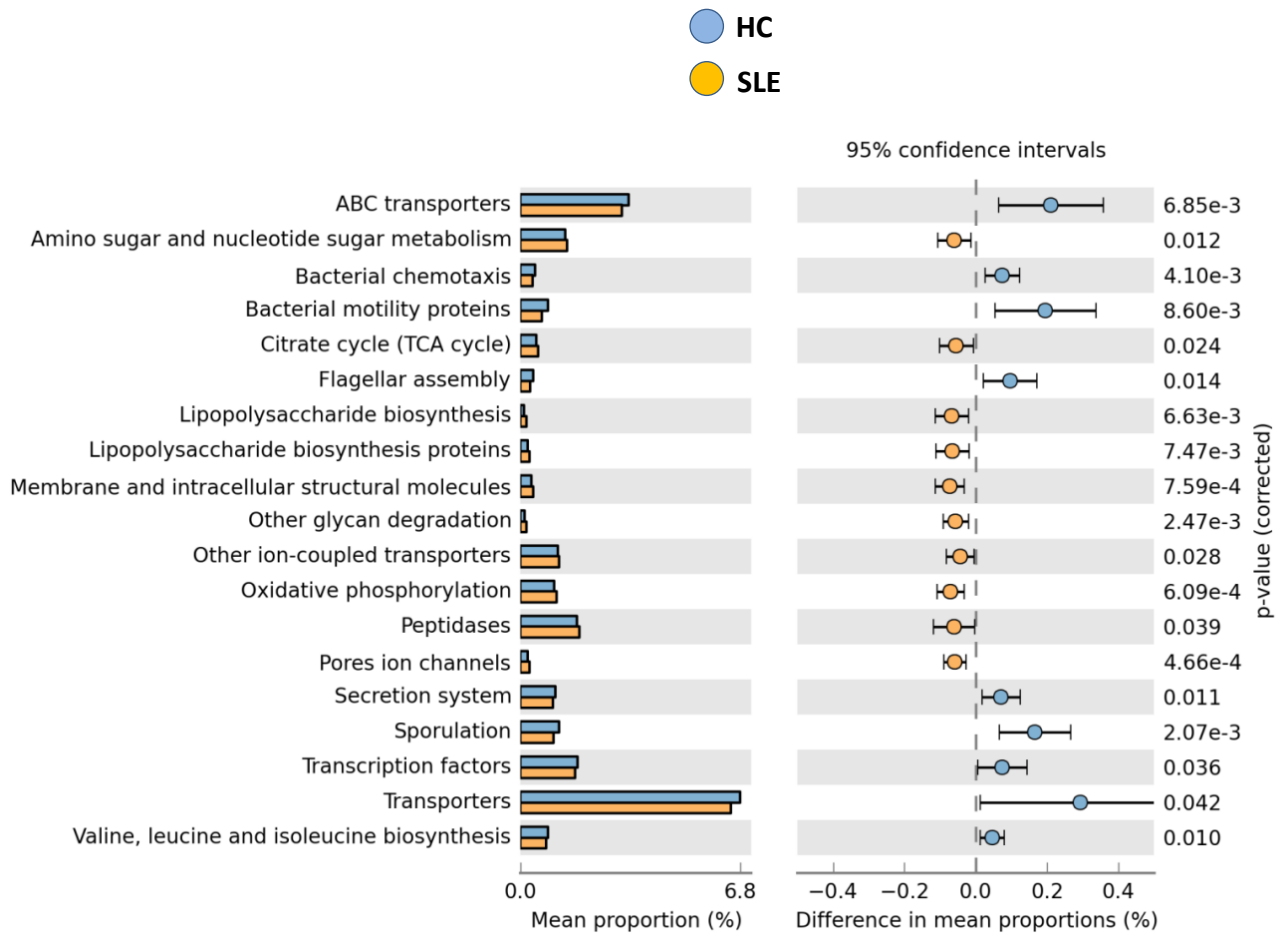 HC
SLE
95% confidence intervals
ABC transporters 6.85e-3
Amino sugar and nucleotide sugar metabolism 0.012
Bacterial chemotaxis 4.10e-3
Bacterial motility proteins 8.60e-3
Citrate cycle (TCA cycle) 0.024
Flagellar assembly 0.014
Lipopolysaccharide biosynthesis 6.63e-3
Lipopolysaccharide biosynthesis proteins 7.47e-3
Membrane and intracellular structural molecules 7.59e-4
Other glycan degradation 2.47e-3
Other ion-coupled transporters 0.028
Oxidative phosphorylation 6.09e-4
Peptidases 0.039
Pores ion channels 4.66e-4
Secretion system 0.011
Sporulation 2.07e-3
Transcription factors 0.036
Transporters 0.042
Valine, leucine and isoleucine biosynthesis 0.010
p-value (corrected)
0.0 6.8 −0.4 −0.2 0.0 0.2 0.4
Mean proportion (%) Difference in mean proportions (%)